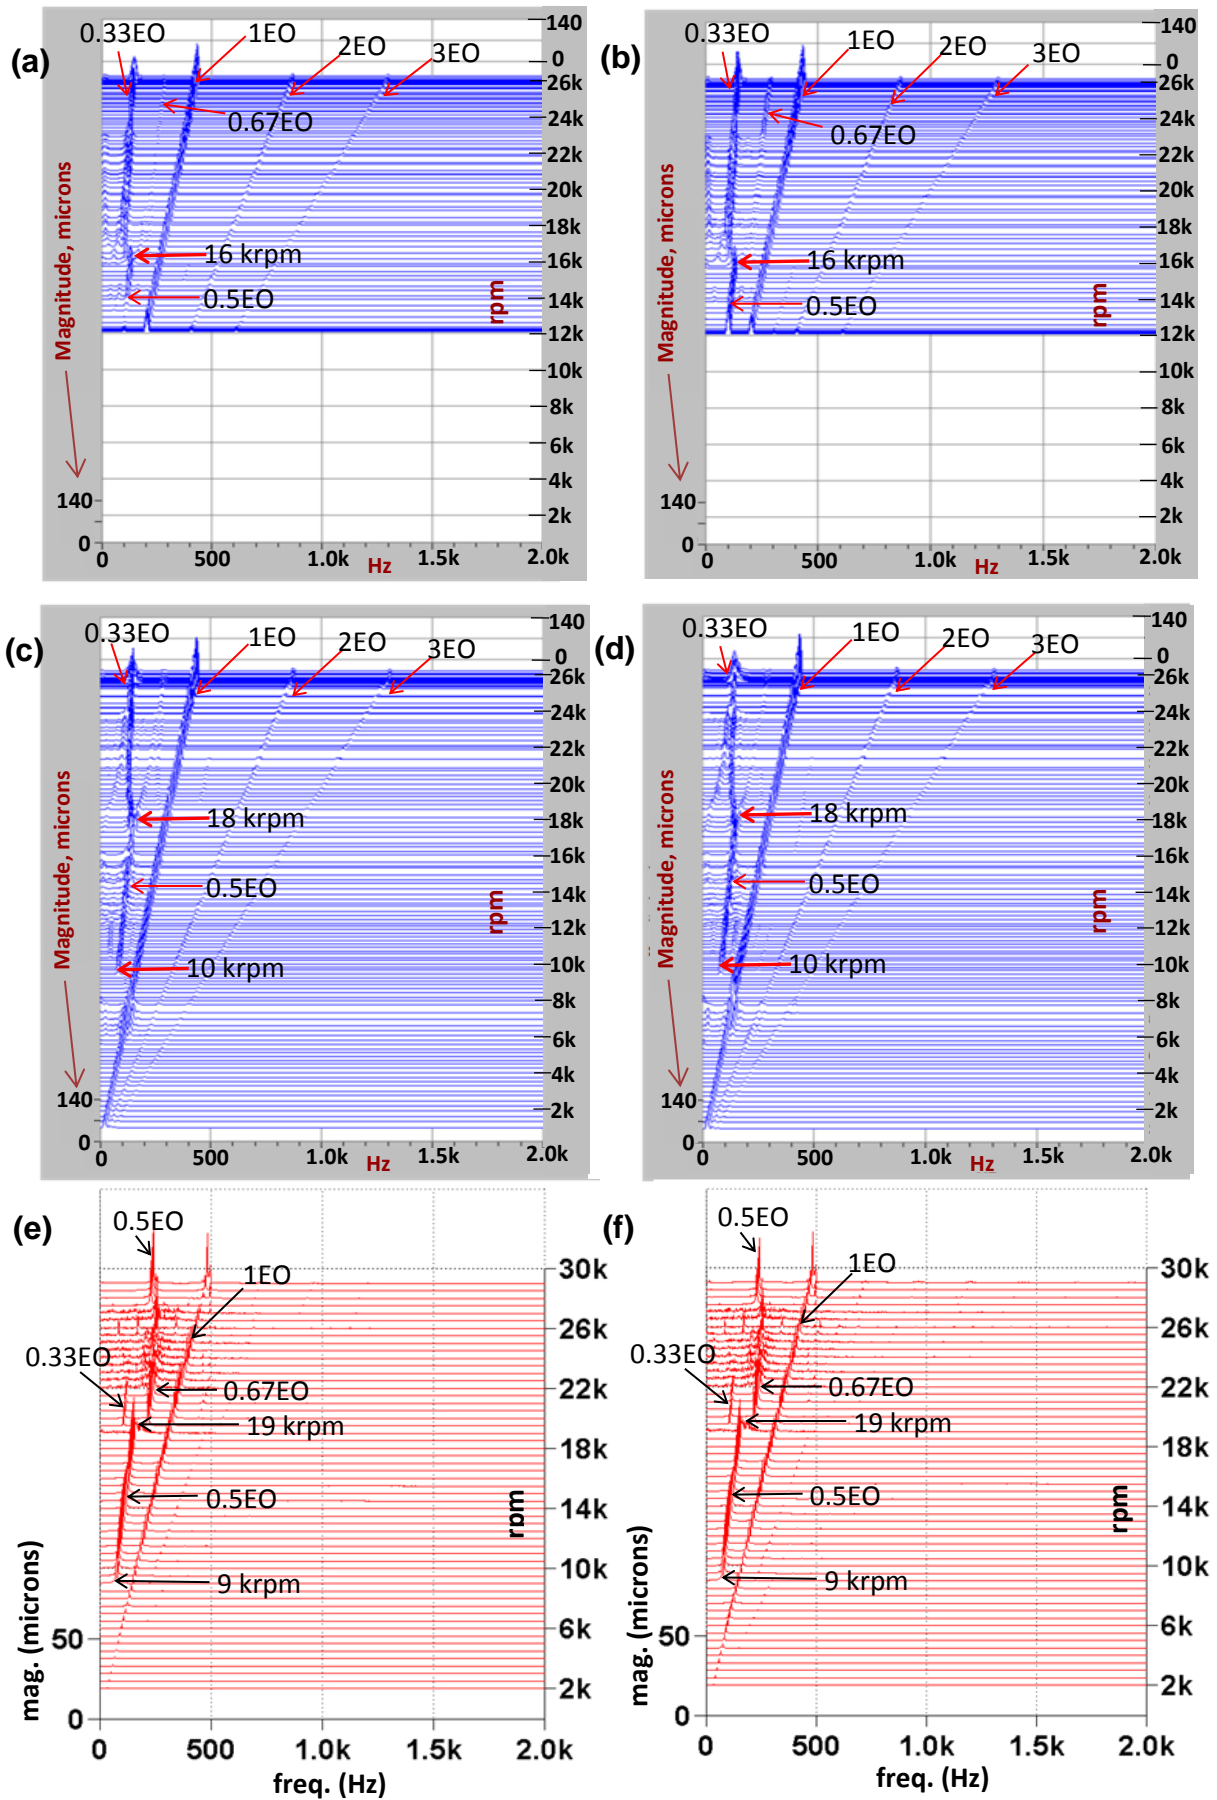 (a)
0.33EO
1EO
2EO
3EO
0.67EO
16 krpm
0.5EO
Magnitude, microns
140
0
rpm
140
0
26k
24k
22k
20k
18k
16k
14k
12k
10k
8k
6k
4k
2k
0
500
1.0k
1.5k
2.0k
Hz
(b)
0.33EO
1EO
2EO
3EO
0.67EO
16 krpm
0.5EO
Magnitude, microns
140
0
rpm
140
0
26k
24k
22k
20k
18k
16k
14k
12k
10k
8k
6k
4k
2k
0
500
1.0k
1.5k
2.0k
Hz
(c)
0.33EO
1EO
2EO
3EO
18 krpm
0.5EO
10 krpm
Magnitude, microns
140
0
rpm
140
0
26k
24k
22k
20k
18k
16k
14k
12k
10k
8k
6k
4k
2k
0
500
1.0k
1.5k
2.0k
Hz
(d)
0.33EO
1EO
2EO
3EO
18 krpm
0.5EO
10 krpm
Magnitude, microns
140
0
rpm
140
0
26k
24k
22k
20k
18k
16k
14k
12k
10k
8k
6k
4k
2k
0
500
1.0k
1.5k
2.0k
Hz
(e)
0.5EO
1EO
0.33EO
0.67EO
19 krpm
0.5EO
9 krpm
mag. (microns)
50
0
rpm
30k
26k
22k
18k
14k
10k
6k
2k
0
500
1.0k
1.5k
2.0k
freq. (Hz)
(f)
0.5EO
1EO
0.33EO
0.67EO
19 krpm
0.5EO
9 krpm
mag. (microns)
50
0
rpm
30k
26k
22k
18k
14k
10k
6k
2k
0
500
1.0k
1.5k
2.0k
freq. (Hz)